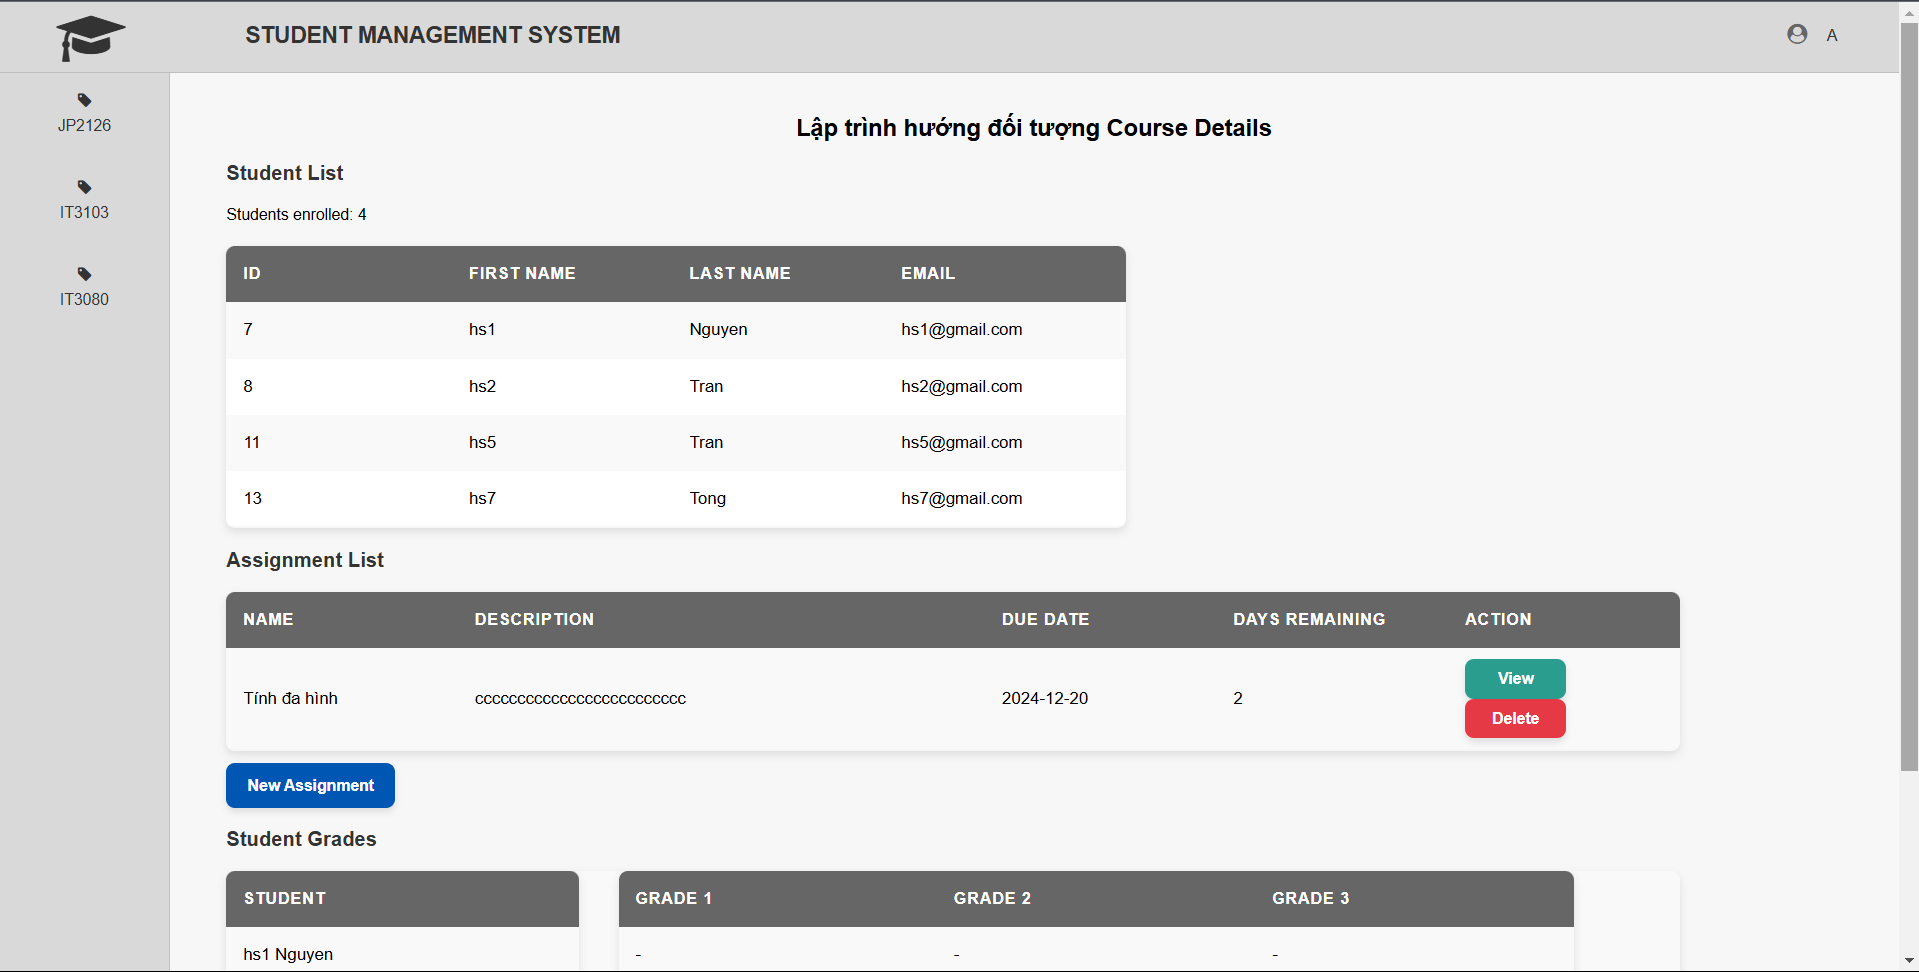 STUDENT MANAGEMENT SYSTEM
A
JP2126
IT3103
IT3080
Lập trình hướng đối tượng Course Details
Student List
Students enrolled: 4
ID FIRST NAME LAST NAME EMAIL
7 hs1 Nguyen hs1@gmail.com
8 hs2 Tran hs2@gmail.com
11 hs5 Tran hs5@gmail.com
13 hs7 Tong hs7@gmail.com
Assignment List
NAME DESCRIPTION DUE DATE DAYS REMAINING ACTION
Tính đa hình ccccccccccccccccccccccccc 2024-12-20 2 View
Delete
New Assignment
Student Grades
STUDENT GRADE 1 GRADE 2 GRADE 3
hs1 Nguyen - - -